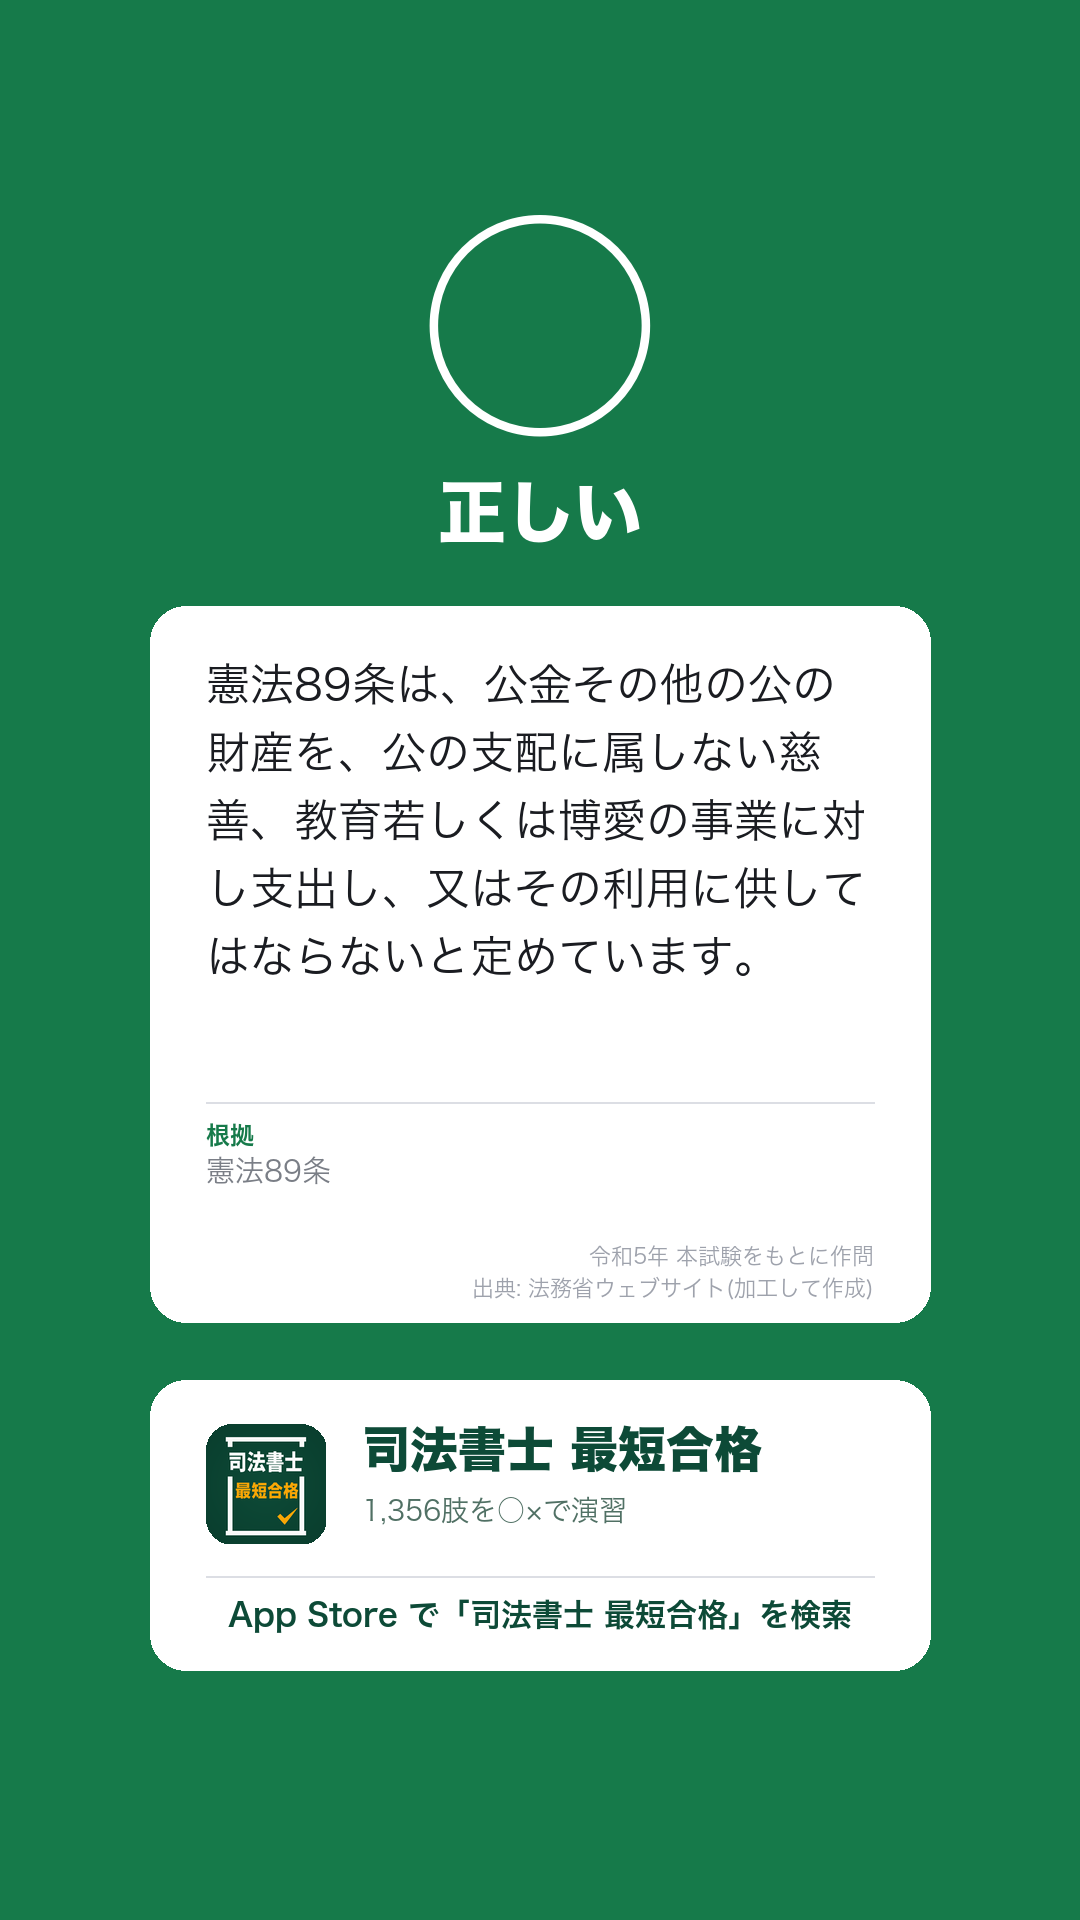 正しい
憲法89条は、公金その他の公の
財産を、公の支配に属しない慈
善、教育若しくは博愛の事業に対
し支出し、又はその利用に供して
はならないと定めています。
根拠
憲法89条
令和5年 本試験をもとに作問
出典: 法務省ウェブサイト(加工して作成)
司法書士
最短合格
司法書士 最短合格
1,356肢を○×で演習
App Store で「司法書士 最短合格」を検索